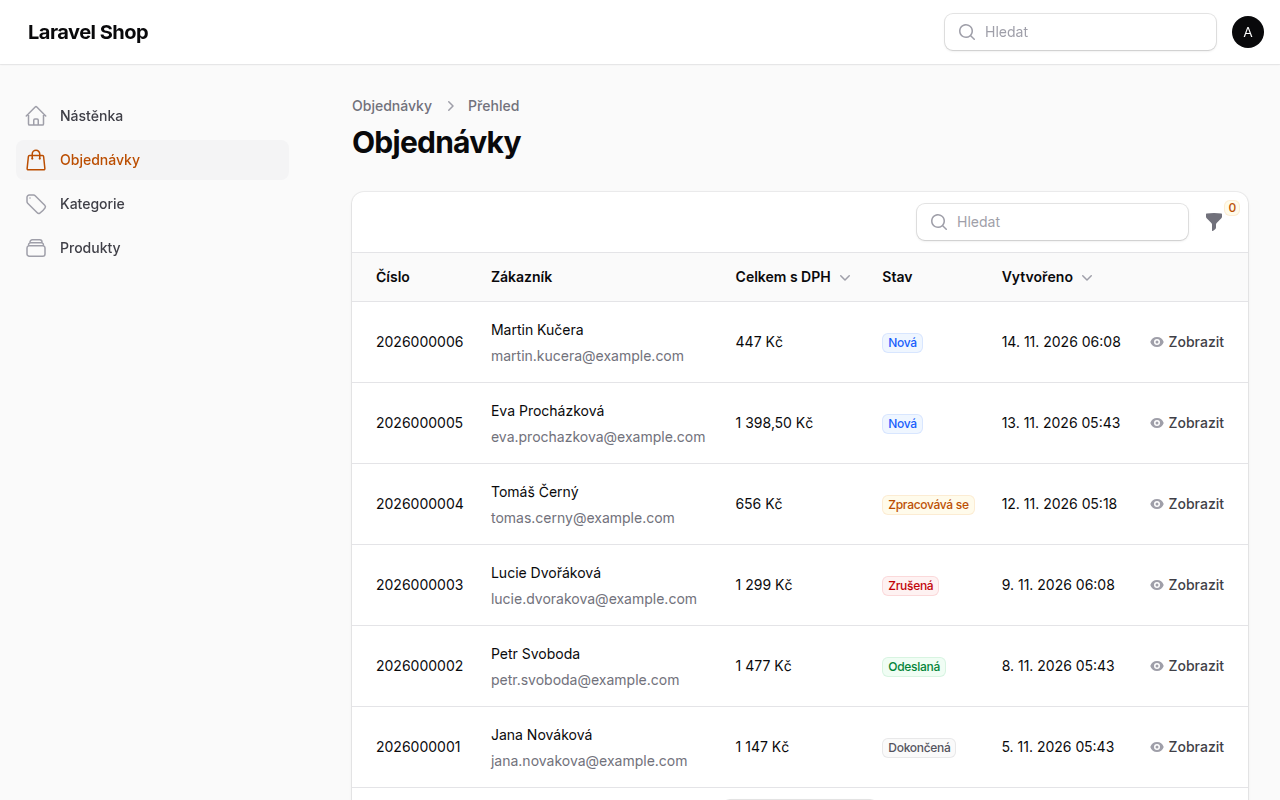 Laravel Shop
Hledat
A
Nástěnka
Objednávky
Kategorie
Produkty
Objednávky > Přehled
Objednávky
Hledat
0
Číslo Zákazník Celkem s DPH Stav Vytvořeno
2026000006 Martin Kučera martin.kucera@example.com 447 Kč Nová 14. 11. 2026 06:08 Zobrazit
2026000005 Eva Procházková eva.prochazkova@example.com 1 398,50 Kč Nová 13. 11. 2026 05:43 Zobrazit
2026000004 Tomáš Černý tomas.cerny@example.com 656 Kč Zpracovává se 12. 11. 2026 05:18 Zobrazit
2026000003 Lucie Dvořáková lucie.dvorakova@example.com 1 299 Kč Zrušená 9. 11. 2026 06:08 Zobrazit
2026000002 Petr Svoboda petr.svoboda@example.com 1 477 Kč Odeslaná 8. 11. 2026 05:43 Zobrazit
2026000001 Jana Nováková jana.novakova@example.com 1 147 Kč Dokončená 5. 11. 2026 05:43 Zobrazit